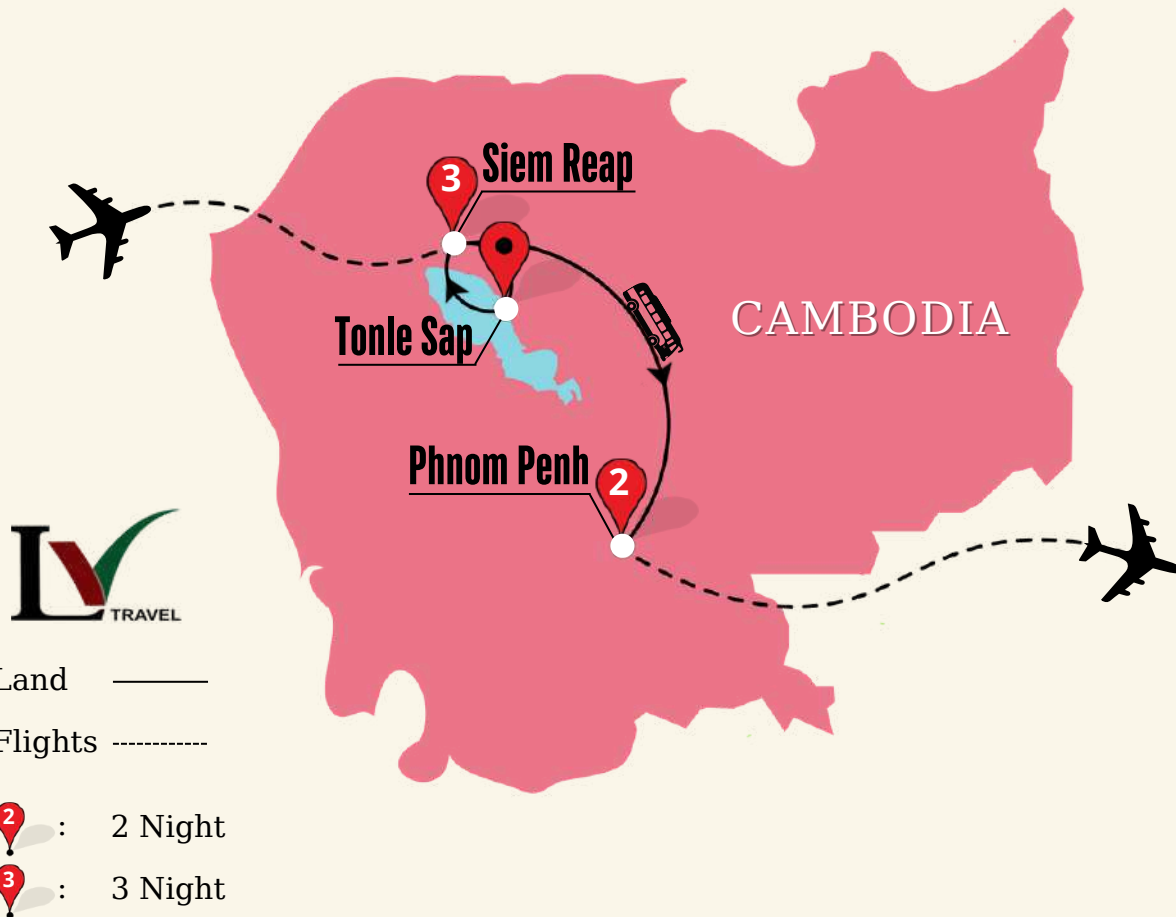 3 Siem Reap
CAMBODIA
Tonle Sap
Phnom Penh 2
LV
TRAVEL
Land
Flights
2 : 2 Night
3 : 3 Night